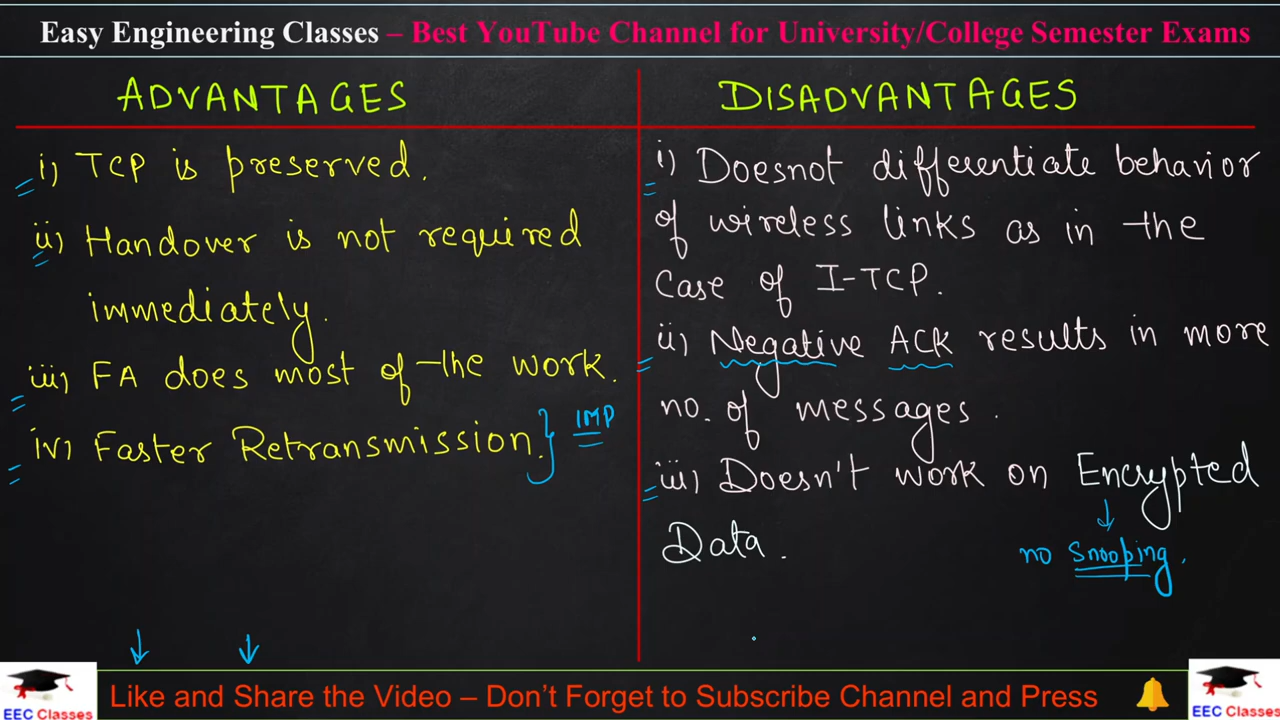 Easy Engineering Classes – Best YouTube Channel for University/College Semester Exams
ADVANTAGES
i) TCP is preserved.
ii) Handover is not required
immediately.
iii) FA does most of the work.
iv) Faster Retransmission. } IMP
DISADVANTAGES
i) Doesnot differentiate behavior
of wireless links as in the
Case of I-TCP.
ii) Negative ACK results in more
no. of messages.
iii) Doesn't work on Encrypted
Data.
↓
no snooping.
↓ ↓
EEC Classes
Like and Share the Video – Don't Forget to Subscribe Channel and Press
EEC Classes